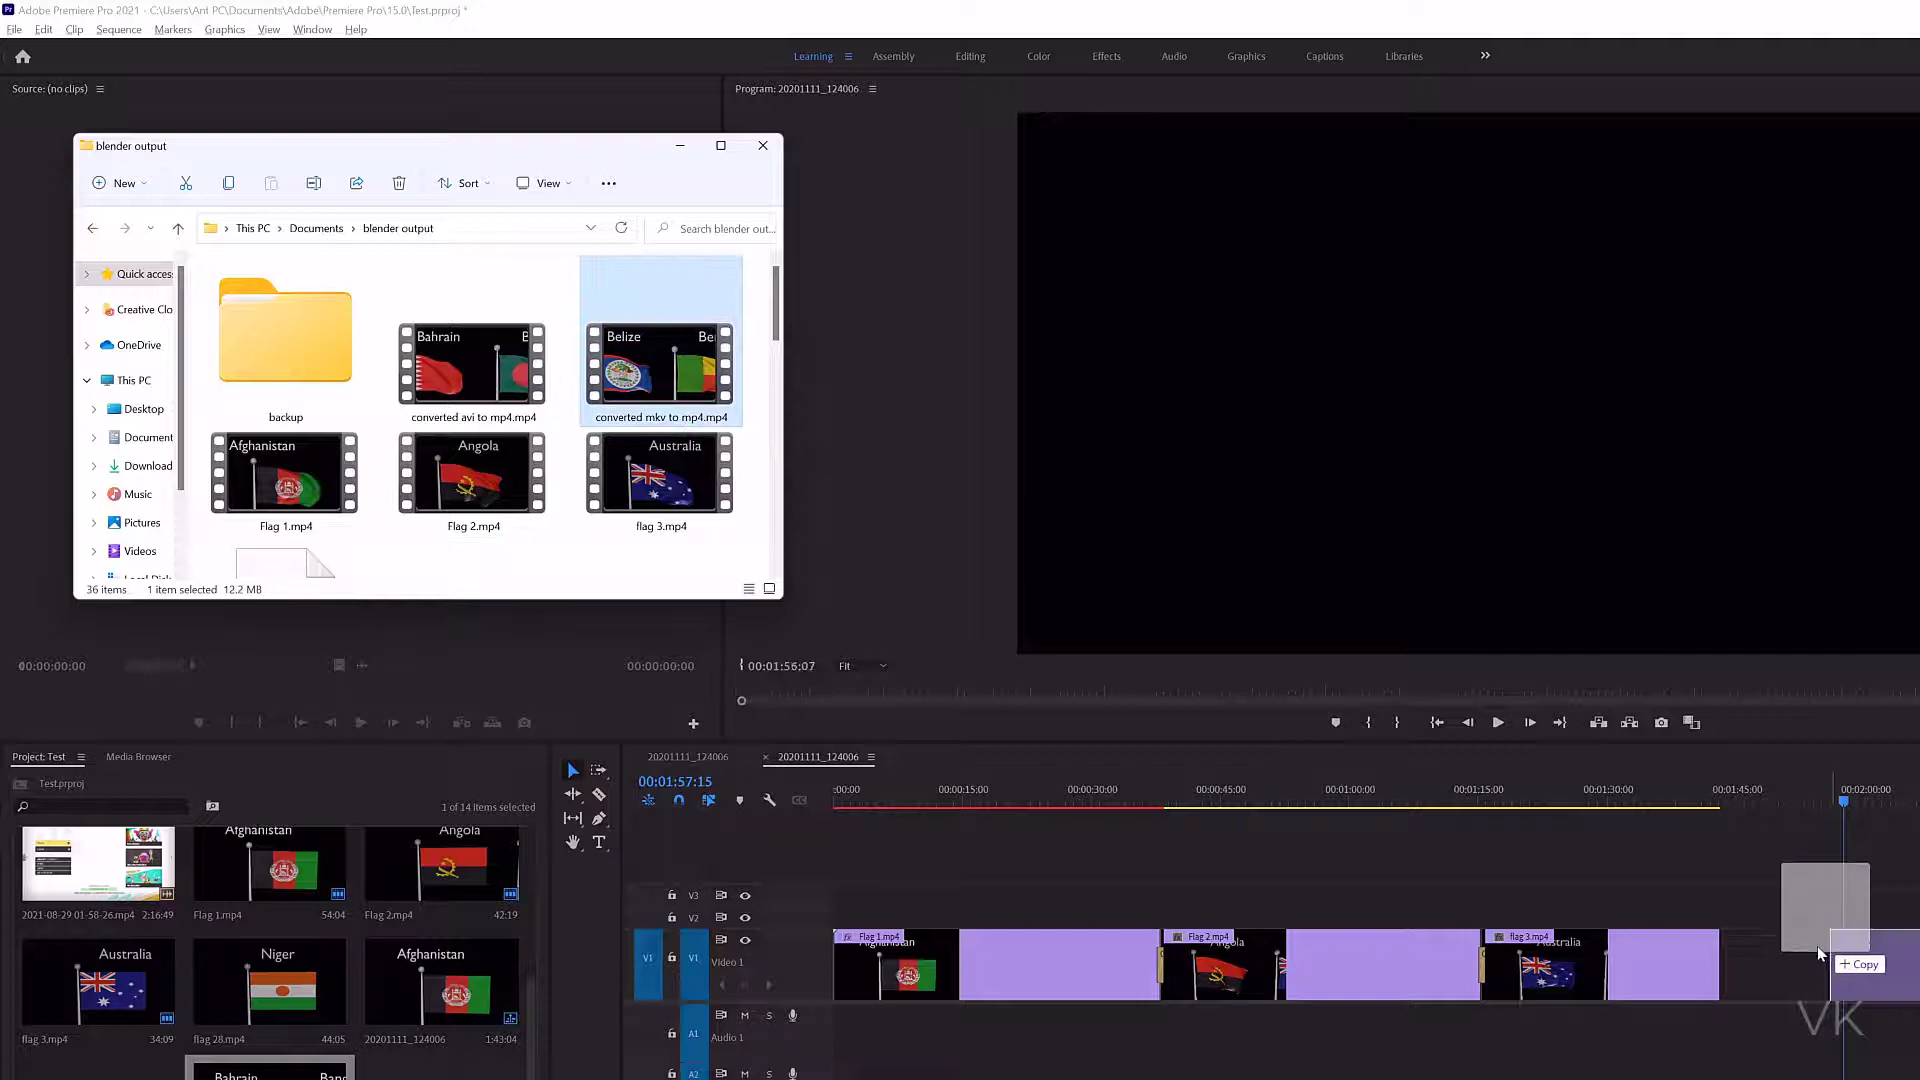 Adobe Premiere Pro 2021 - C:\Users\Ant PC\Documents\Adobe\Premiere Pro\15.0\Test.prproj *
File Edit Clip Sequence Markers Graphics View Window Help
Learning Assembly Editing Color Effects Audio Graphics Captions Libraries
Source: (no clips)
Program: 20201111_124006
blender output
New Sort View
This PC Documents blender output
Search blender out...
Quick acces
Creative Clo
OneDrive
This PC
Desktop
Document
Download
Music
Pictures
Videos
Bahrain
Belize
backup
converted avi to mp4.mp4
converted mkv to mp4.mp4
Afghanistan
Angola
Australia
Flag 1.mp4
Flag 2.mp4
flag 3.mp4
36 items 1 item selected 12.2 MB
00:00:00:00
00:00:00:00
00:01:56:07
Fit
Project: Test
Media Browser
Test.prproj
1 of 14 items selected
Afghanistan
Angola
2021-08-29 01-58-26.mp4 2:16:49
Flag 1.mp4 54:04
Flag 2.mp4 42:19
Australia
Niger
Afghanistan
flag 3.mp4 34:09
flag 28.mp4 44:05
20201111_124006 1:43:04
Bahrain
20201111_124006
20201111_124006
00:01:57:15
:00:00 00:00:15:00 00:00:30:00 00:00:45:00 00:01:00:00 00:01:15:00 00:01:30:00 00:01:45:00 00:02:00:00
V3
V2
V1 V1 Video 1
Flag 1.mp4
Afghanistan
Flag 2.mp4
Angola
flag 3.mp4
Australia
+ Copy
VK
M S
A1 Audio 1
A2 M S